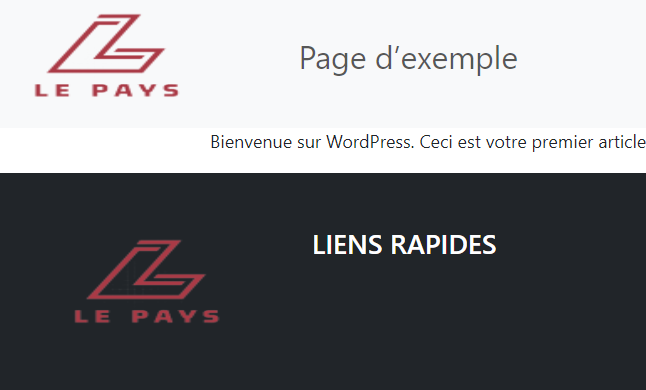 LE PAYS
Page d’exemple
Bienvenue sur WordPress. Ceci est votre premier article
LIENS RAPIDES
LE PAYS